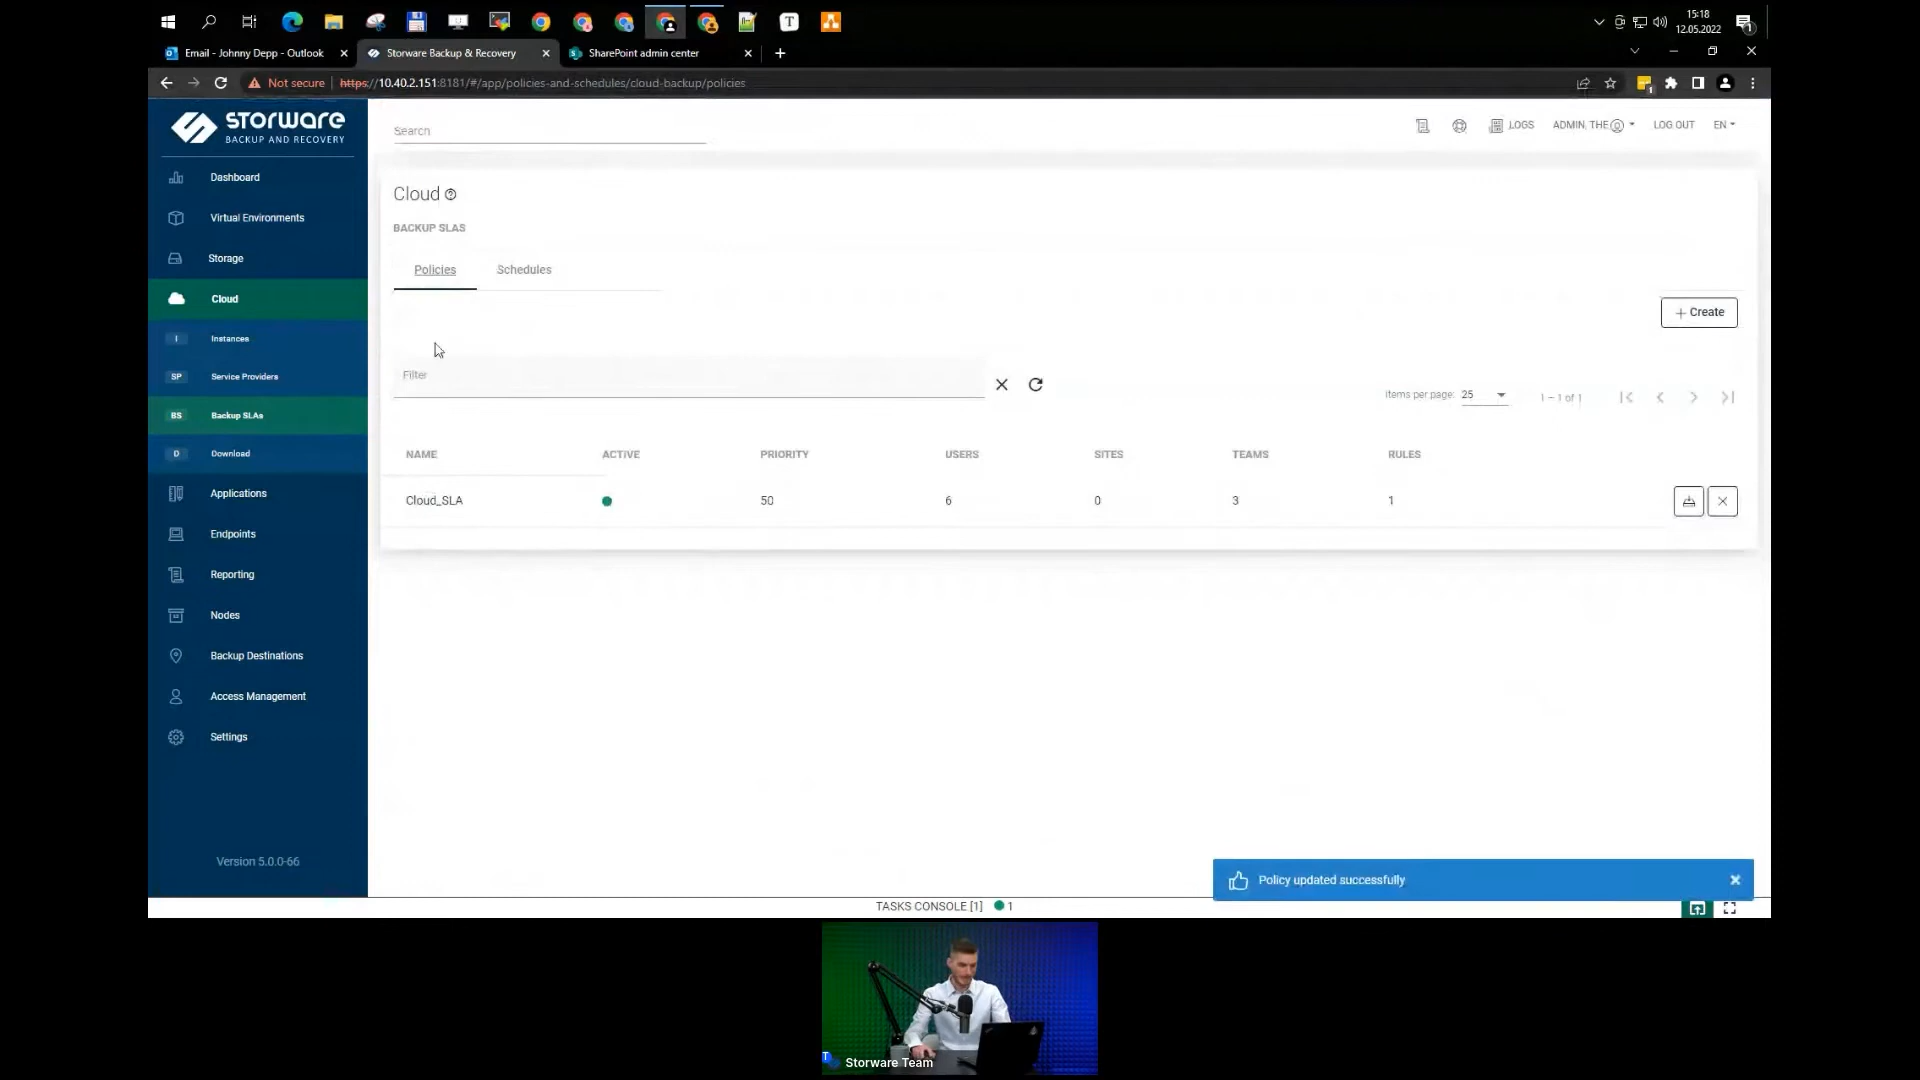 15:18
12.05.2022
1
Email - Johnny Depp - Outlook
Storware Backup & Recovery
SharePoint admin center
T
Not secure
https://10.40.2.151:8181/#/app/policies-and-schedules/cloud-backup/policies
STORWARE
BACKUP AND RECOVERY
Search
LOGS
ADMIN, THE
LOG OUT
EN
Dashboard
Virtual Environments
Storage
Cloud
I Instances
SP Service Providers
BS Backup SLAs
D Download
Applications
Endpoints
Reporting
Nodes
Backup Destinations
Access Management
Settings
Version 5.0.0-66
Cloud
BACKUP SLAS
Policies Schedules
+ Create
Filter
Items per page: 25
1 – 1 of 1
NAME ACTIVE PRIORITY USERS SITES TEAMS RULES
Cloud_SLA 50 6 0 3 1
Policy updated successfully
TASKS CONSOLE [1] 1
T
Storware Team